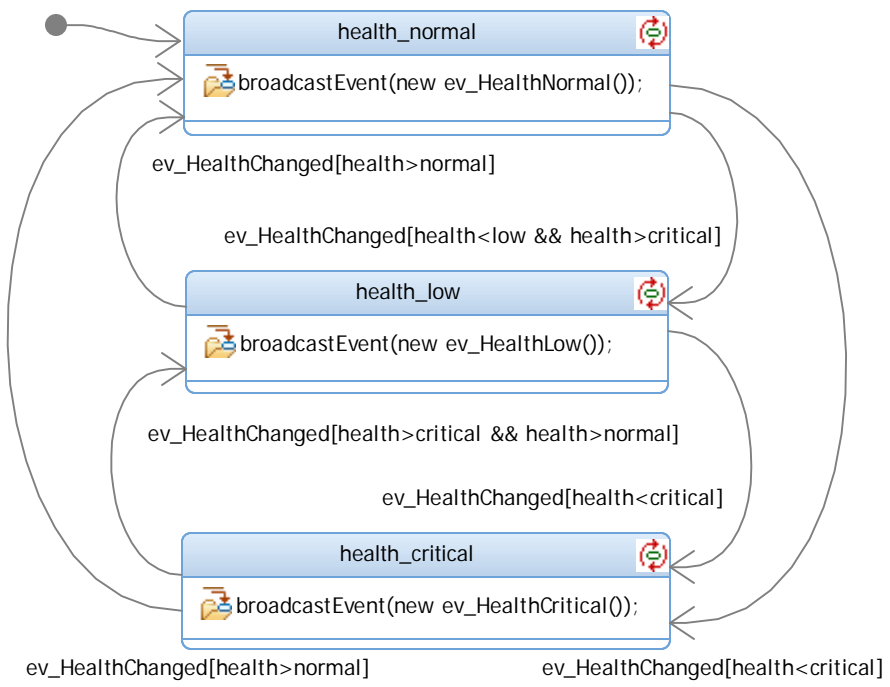 health_normal
broadcastEvent(new ev_HealthNormal());
ev_HealthChanged[health>normal]
ev_HealthChanged[health<low && health>critical]
health_low
broadcastEvent(new ev_HealthLow());
ev_HealthChanged[health>critical && health>normal]
ev_HealthChanged[health<critical]
health_critical
broadcastEvent(new ev_HealthCritical());
ev_HealthChanged[health>normal]
ev_HealthChanged[health<critical]